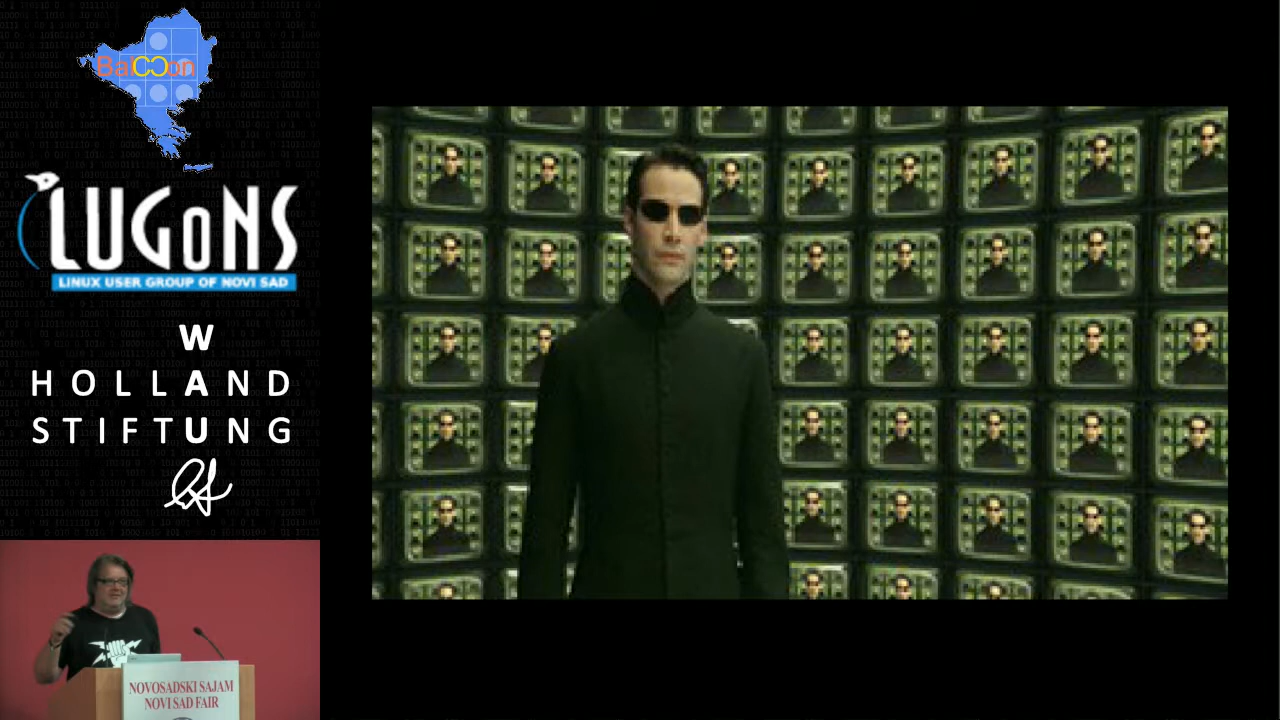 BalCCon
LUGoNS
LINUX USER GROUP OF NOVI SAD
W
HOLLAND
STIFTUNG
NOVOSADSKI SAJAM
NOVI SAD FAIR